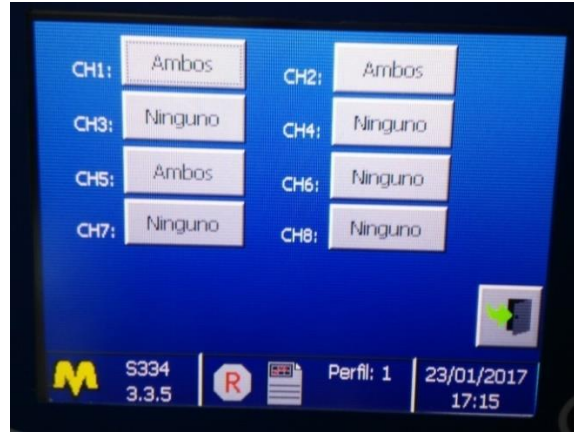 CH1: Ambos CH2: Ambos
CH3: Ninguno CH4: Ninguno
CH5: Ambos CH6: Ninguno
CH7: Ninguno CH8: Ninguno
M S334 R Perfil: 1 23/01/2017
3.3.5 17:15